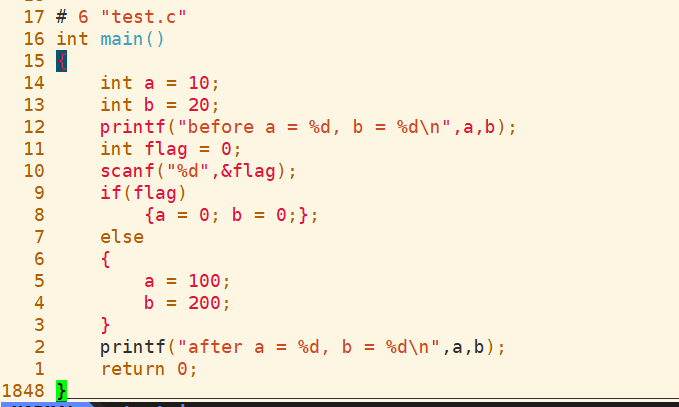 17 # 6 "test.c"
16 int main()
15 {
14     int a = 10;
13     int b = 20;
12     printf("before a = %d, b = %d\n",a,b);
11     int flag = 0;
10     scanf("%d",&flag);
9     if(flag)
8         {a = 0; b = 0;};
7     else
6     {
5         a = 100;
4         b = 200;
3     }
2     printf("after a = %d, b = %d\n",a,b);
1     return 0;
1848 }